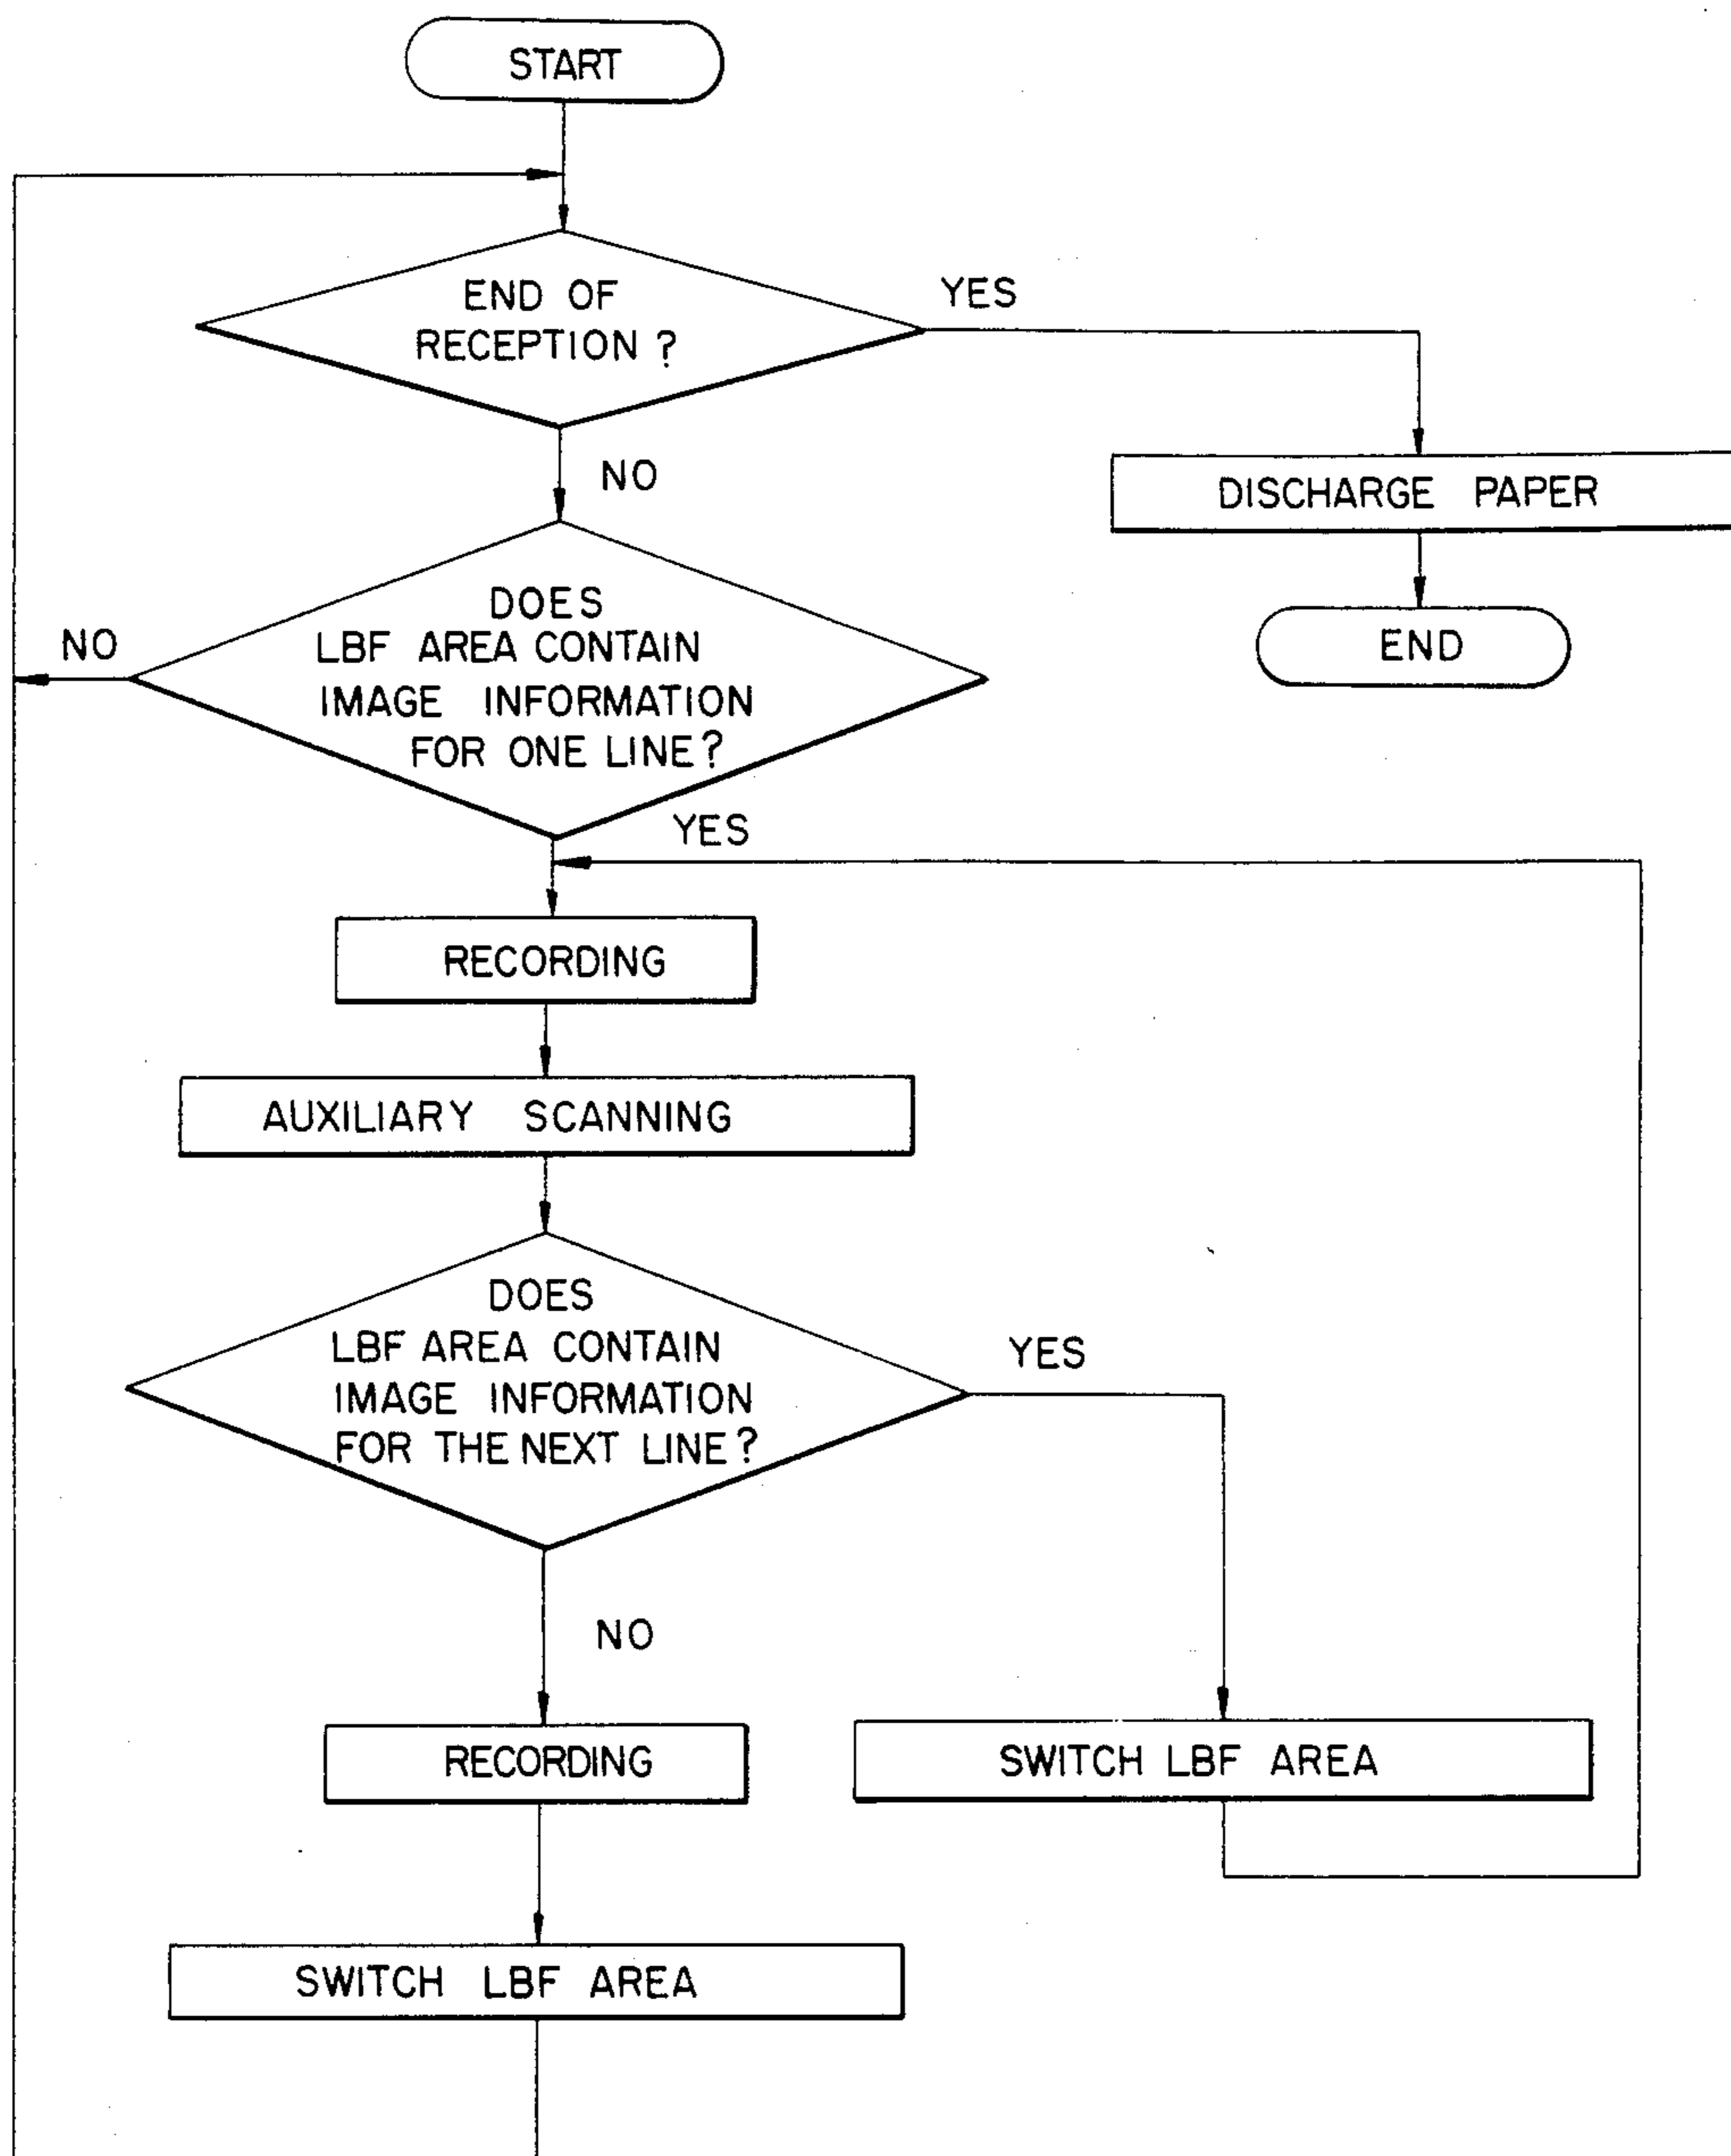 START
END OF
RECEPTION ?
YES
NO
DISCHARGE PAPER
END
DOES
LBF AREA CONTAIN
IMAGE INFORMATION
FOR ONE LINE?
NO
YES
RECORDING
AUXILIARY SCANNING
DOES
LBF AREA CONTAIN
IMAGE INFORMATION
FOR THE NEXT LINE?
YES
NO
RECORDING
SWITCH LBF AREA
SWITCH LBF AREA